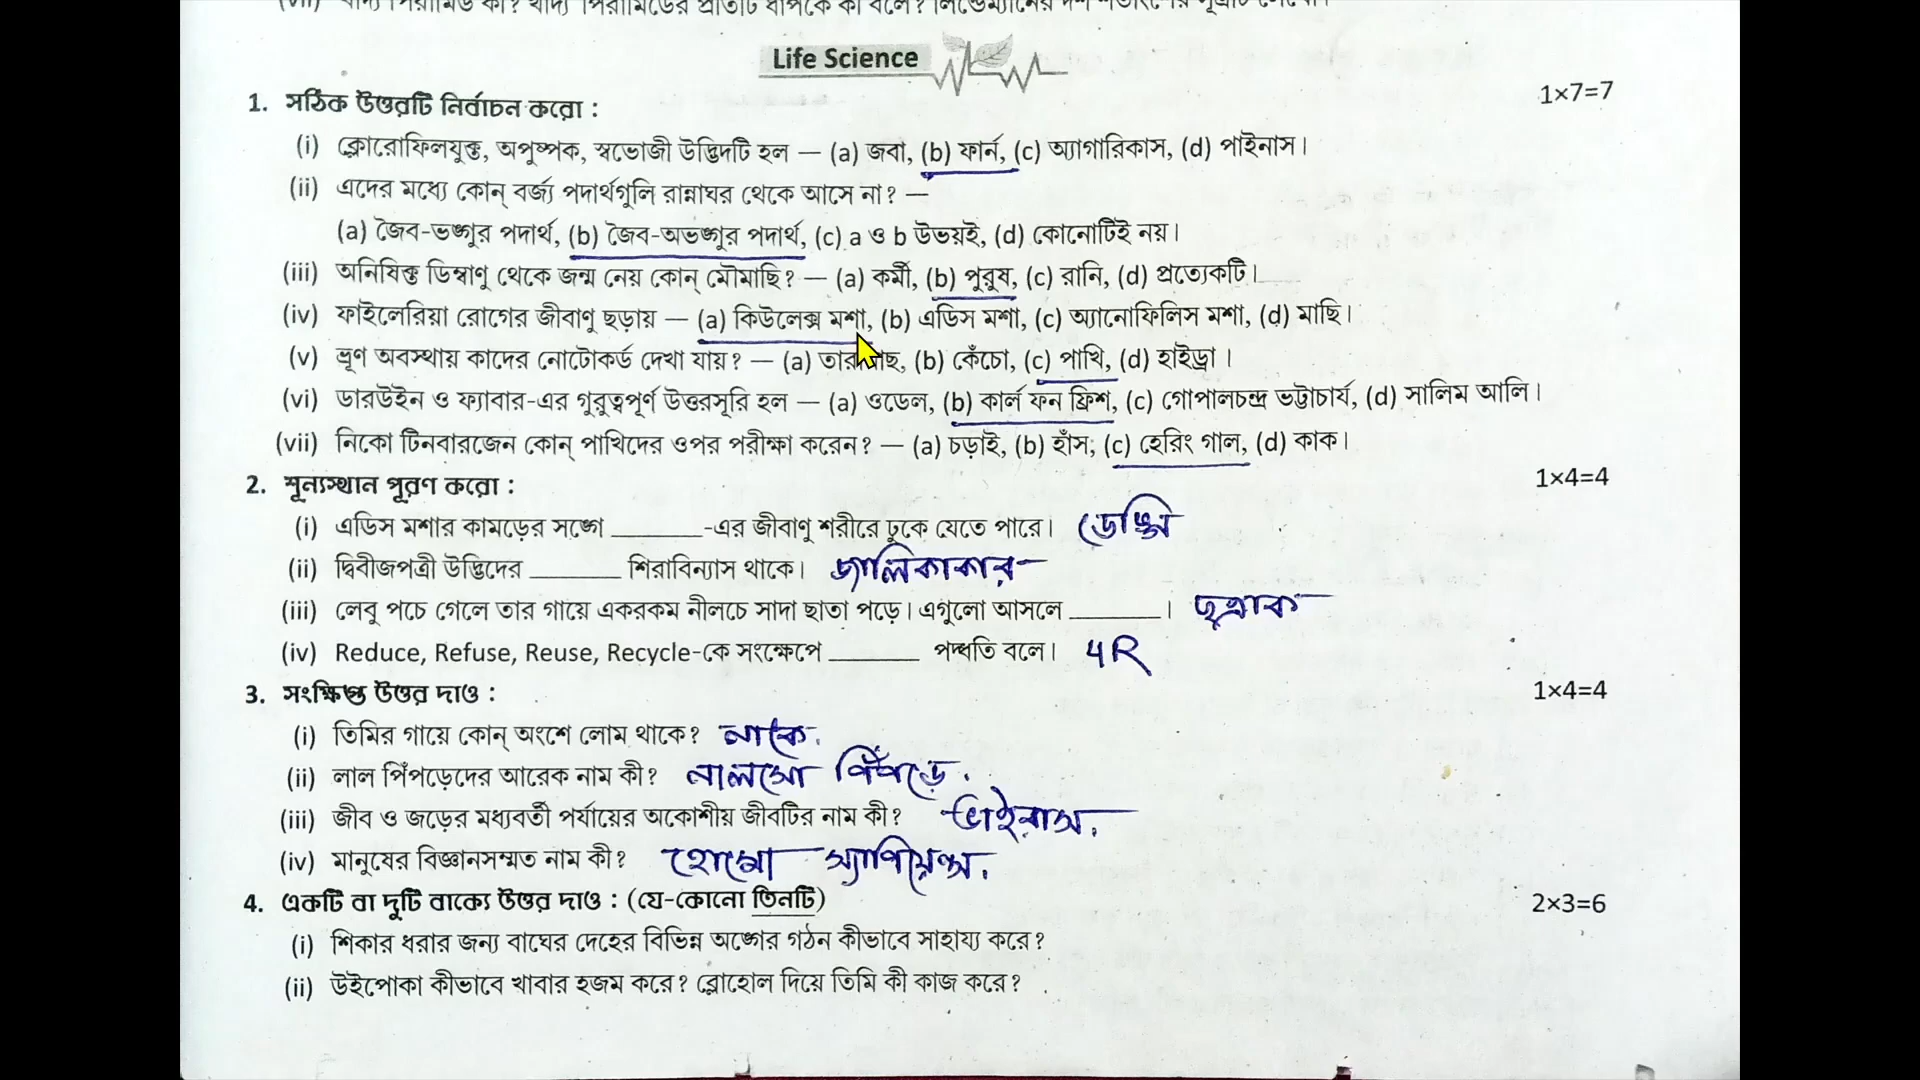 Life Science
1. সঠিক উত্তরটি নির্বাচন করো : 1×7=7
(i) ক্লোরোফিলযুক্ত, অপুষ্পক, স্বভোজী উদ্ভিদটি হল — (a) জবা, (b) ফার্ন, (c) অ্যাগারিকাস, (d) পাইনাস।
(ii) এদের মধ্যে কোন্ বর্জ্য পদার্থগুলি রান্নাঘর থেকে আসে না? —
(a) জৈব-ভঙ্গুর পদার্থ, (b) জৈব-অভঙ্গুর পদার্থ, (c) a ও b উভয়ই, (d) কোনোটিই নয়।
(iii) অনিষিক্ত ডিম্বাণু থেকে জন্ম নেয় কোন্ মৌমাছি? — (a) কর্মী, (b) পুরুষ, (c) রানি, (d) প্রত্যেকটি।
(iv) ফাইলেরিয়া রোগের জীবাণু ছড়ায় — (a) কিউলেক্স মশা, (b) এডিস মশা, (c) অ্যানোফিলিস মশা, (d) মাছি।
(v) ভ্রূণ অবস্থায় কাদের নোটোকর্ড দেখা যায়? — (a) তারামাছ, (b) কেঁচো, (c) পাখি, (d) হাইড্রা।
(vi) ডারউইন ও ফ্যাবার-এর গুরুত্বপূর্ণ উত্তরসূরি হল — (a) ওডেল, (b) কার্ল ফন ফ্রিশ, (c) গোপালচন্দ্র ভট্টাচার্য, (d) সালিম আলি।
(vii) নিকো টিনবারজেন কোন্ পাখিদের ওপর পরীক্ষা করেন? — (a) চড়াই, (b) হাঁস, (c) হেরিং গাল, (d) কাক।
2. শূন্যস্থান পূরণ করো : 1×4=4
(i) এডিস মশার কামড়ের সঙ্গে _______-এর জীবাণু শরীরে ঢুকে যেতে পারে। ডেঙ্গি
(ii) দ্বিবীজপত্রী উদ্ভিদের _______ শিরাবিন্যাস থাকে। জালিকাকার
(iii) লেবু পচে গেলে তার গায়ে একরকম নীলচে সাদা ছাতা পড়ে। এগুলো আসলে _______। ছত্রাক
(iv) Reduce, Refuse, Reuse, Recycle-কে সংক্ষেপে _______ পদ্ধতি বলে। 4R
3. সংক্ষিপ্ত উত্তর দাও : 1×4=4
(i) তিমির গায়ে কোন্ অংশে লোম থাকে? নাকে.
(ii) লাল পিঁপড়েদের আরেক নাম কী? নালসো পিঁপড়ে.
(iii) জীব ও জড়ের মধ্যবর্তী পর্যায়ের অকোশীয় জীবটির নাম কী? ভাইরাস.
(iv) মানুষের বিজ্ঞানসম্মত নাম কী? হোমো স্যাপিয়েন্স.
4. একটি বা দুটি বাক্যে উত্তর দাও : (যে-কোনো তিনটি) 2×3=6
(i) শিকার ধরার জন্য বাঘের দেহের বিভিন্ন অঙ্গের গঠন কীভাবে সাহায্য করে?
(ii) উইপোকা কীভাবে খাবার হজম করে? ব্লোহোল দিয়ে তিমি কী কাজ করে?